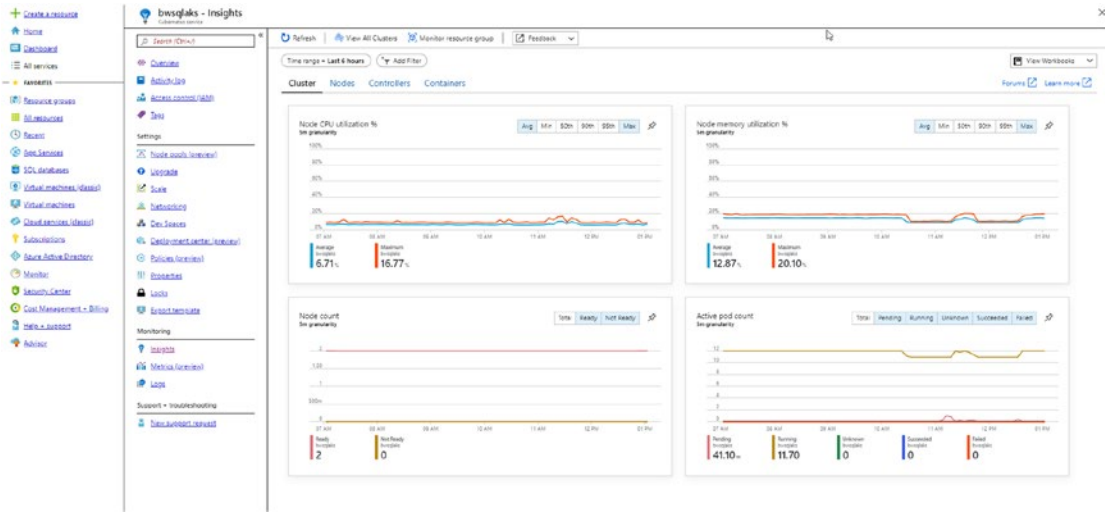 Create a resource
Home
Dashboard
All services
FAVORITES
Resource groups
All resources
Recent
App Services
SQL databases
Virtual machines (classic)
Virtual machines
Cloud services (classic)
Subscriptions
Azure Active Directory
Monitor
Security Center
Cost Management + Billing
Help + support
Advisor
bwsqlaks - Insights
Kubernetes service
Search (Ctrl+/)
Overview
Activity log
Access control (IAM)
Tags
Settings
Node pools (preview)
Upgrade
Scale
Networking
Dev Spaces
Deployment center (preview)
Policies (preview)
Properties
Locks
Export template
Monitoring
Insights
Metrics (preview)
Logs
Support + troubleshooting
New support request
Refresh
View All Clusters
Monitor resource group
Feedback
Time range = Last 6 hours
Add Filter
View Workbooks
Cluster Nodes Controllers Containers
Forums Learn more
Node CPU utilization %
5m granularity
Avg Min 50th 90th 95th Max
100%
80%
60%
40%
20%
0%
07 AM 08 AM 09 AM 10 AM 11 AM 12 PM 01 PM
Average
bwsqlaks
6.71%
Maximum
bwsqlaks
16.77%
Node memory utilization %
5m granularity
Avg Min 50th 90th 95th Max
100%
80%
60%
40%
20%
0%
07 AM 08 AM 09 AM 10 AM 11 AM 12 PM 01 PM
Average
bwsqlaks
12.87%
Maximum
bwsqlaks
20.10%
Node count
5m granularity
Total Ready Not Ready
2
1
500m
0
07 AM 08 AM 09 AM 10 AM 11 AM 12 PM 01 PM
Ready
bwsqlaks
2
Not Ready
bwsqlaks
0
Active pod count
5m granularity
Total Pending Running Unknown Succeeded Failed
12
10
8
0
07 AM 08 AM 09 AM 10 AM 11 AM 12 PM 01 PM
Pending
bwsqlaks
41.10m
Running
bwsqlaks
11.70
Unknown
bwsqlaks
0
Succeeded
bwsqlaks
0
Failed
bwsqlaks
0